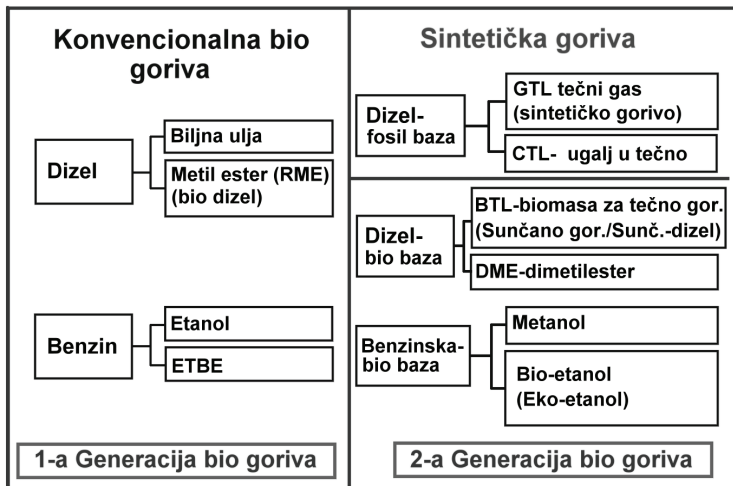 Konvencionalna bio
goriva
Dizel
Biljna ulja
Metil ester (RME)
(bio dizel)
Benzin
Etanol
ETBE
1-a Generacija bio goriva
Sintetička goriva
Dizel-
fosil baza
GTL tečni gas
(sintetičko gorivo)
CTL- ugalj u tečno
Dizel-
bio baza
BTL-biomasa za tečno gor.
(Sunčano gor./Sunč.-dizel)
DME-dimetilester
Benzinska-
bio baza
Metanol
Bio-etanol
(Eko-etanol)
2-a Generacija bio goriva